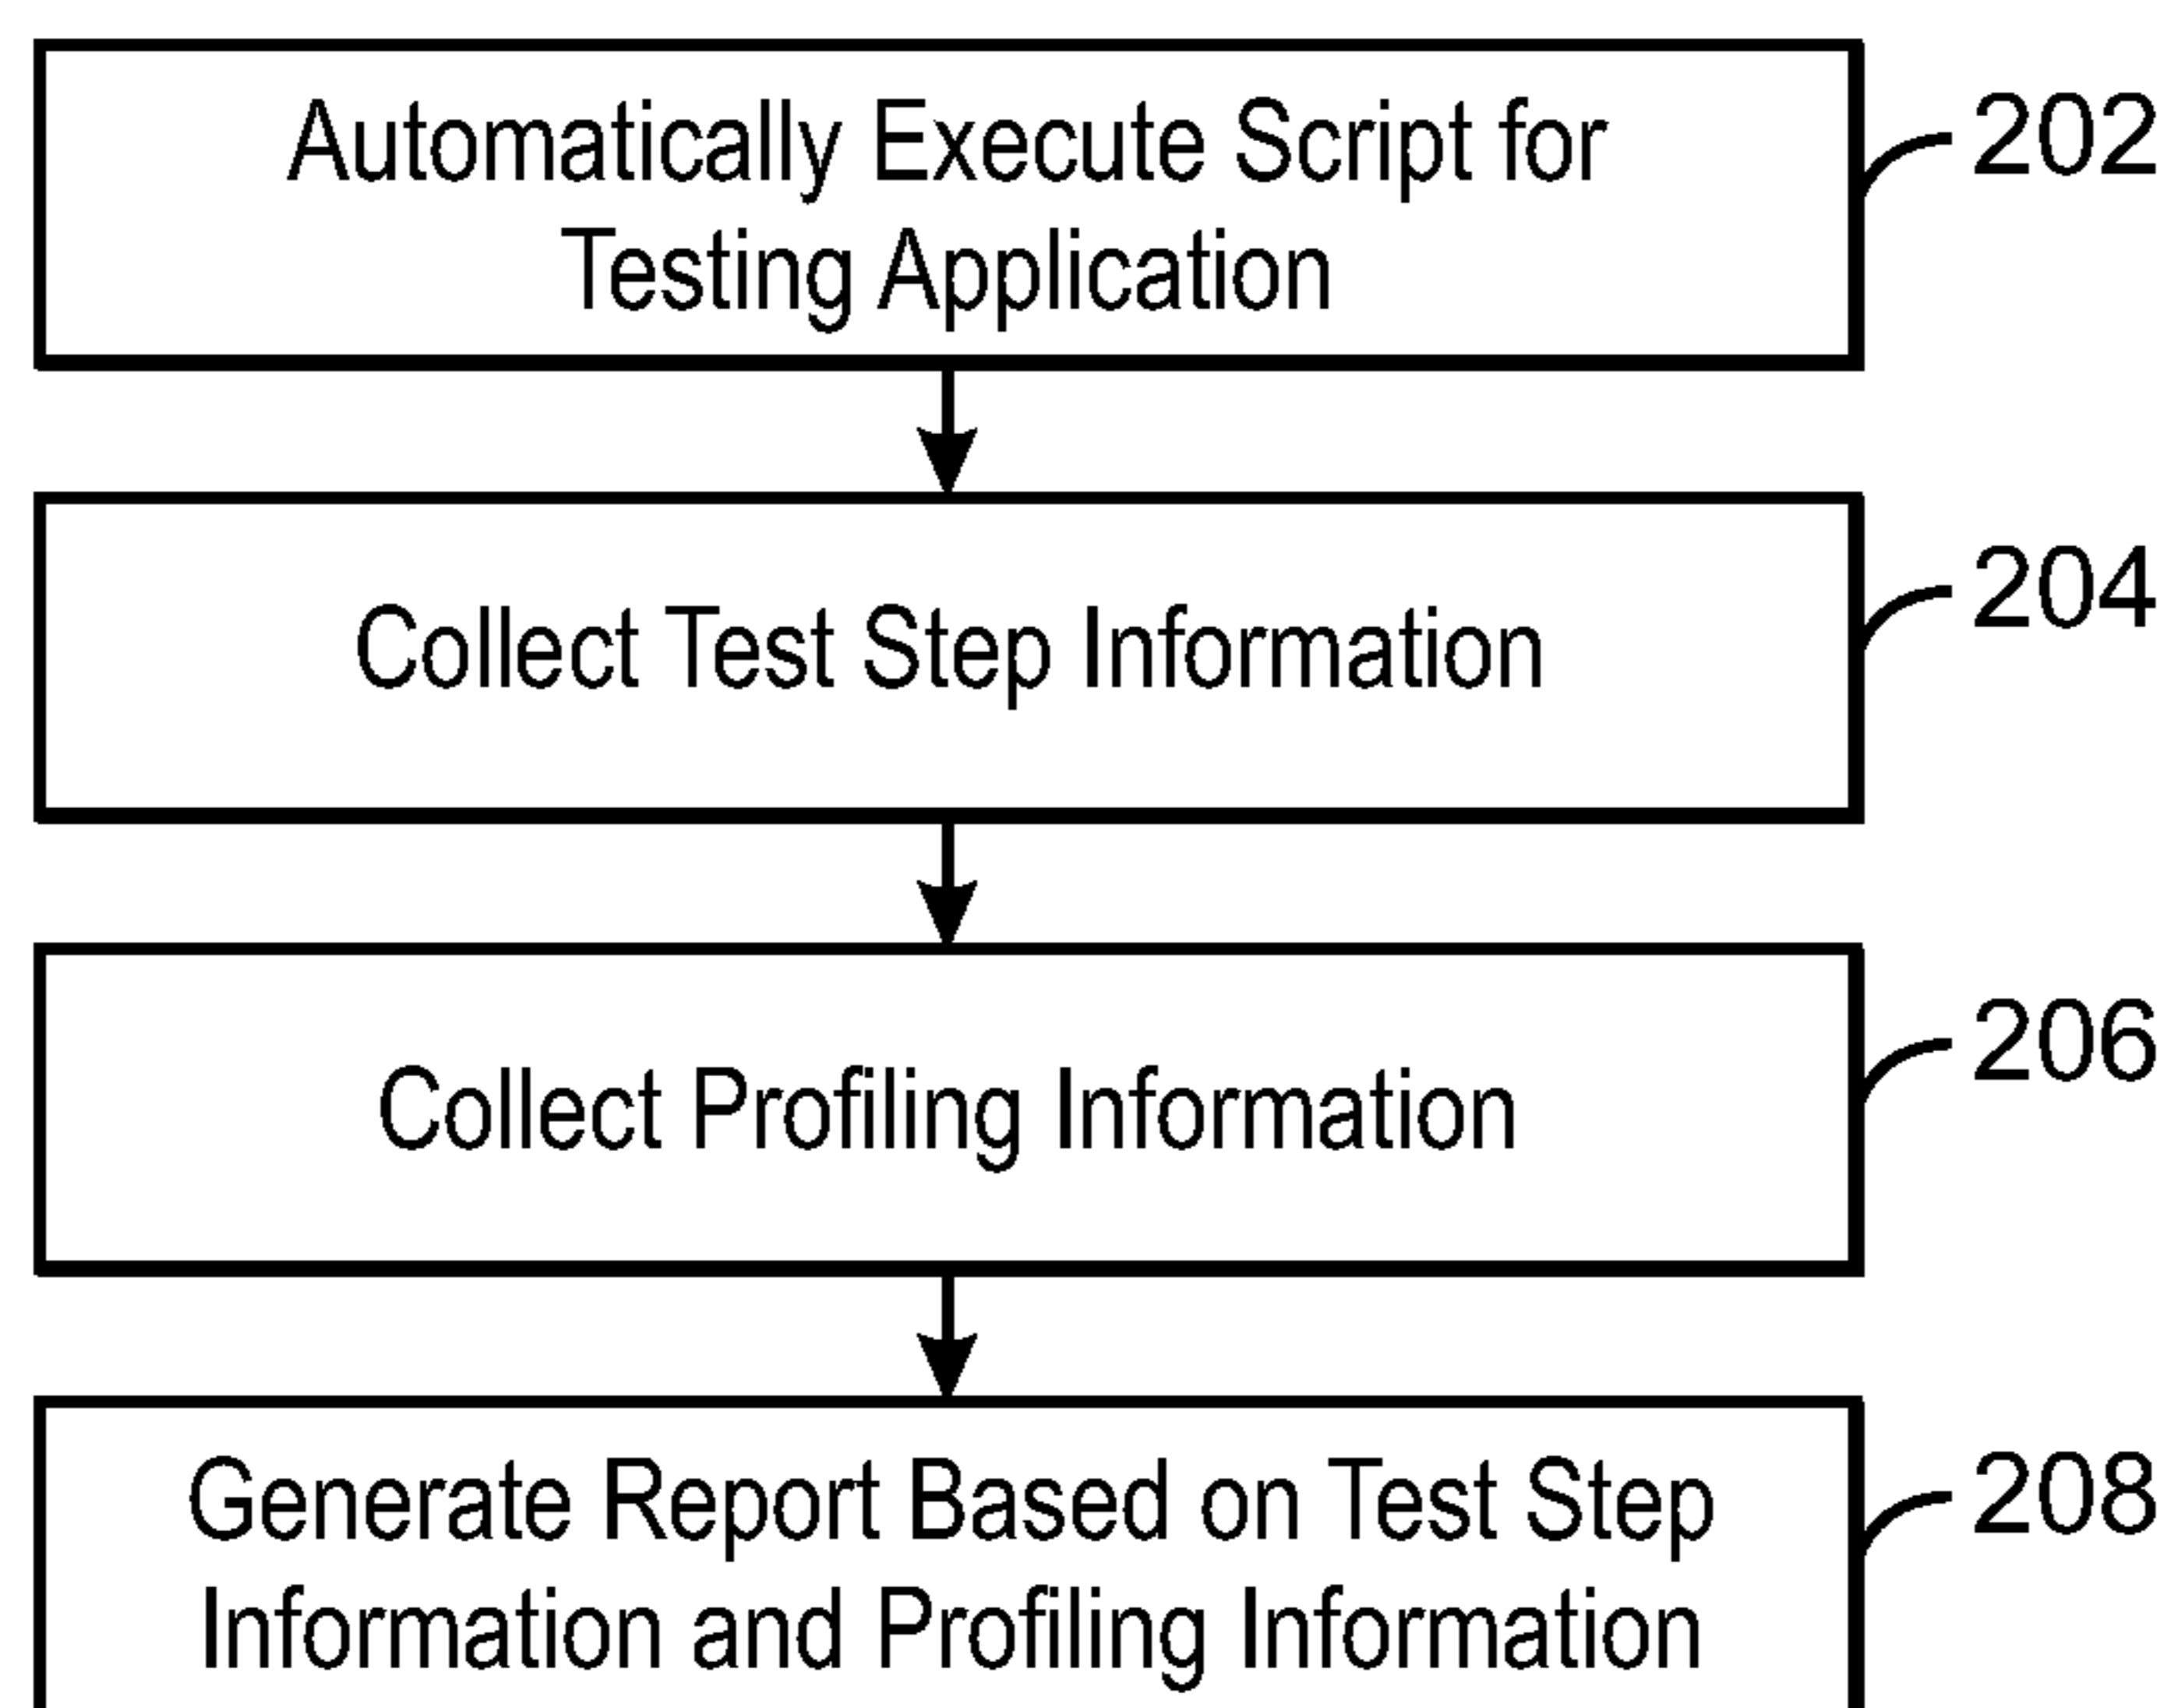 Automatically Execute Script for
Testing Application
202
Collect Test Step Information
204
Collect Profiling Information
206
Generate Report Based on Test Step
Information and Profiling Information
208